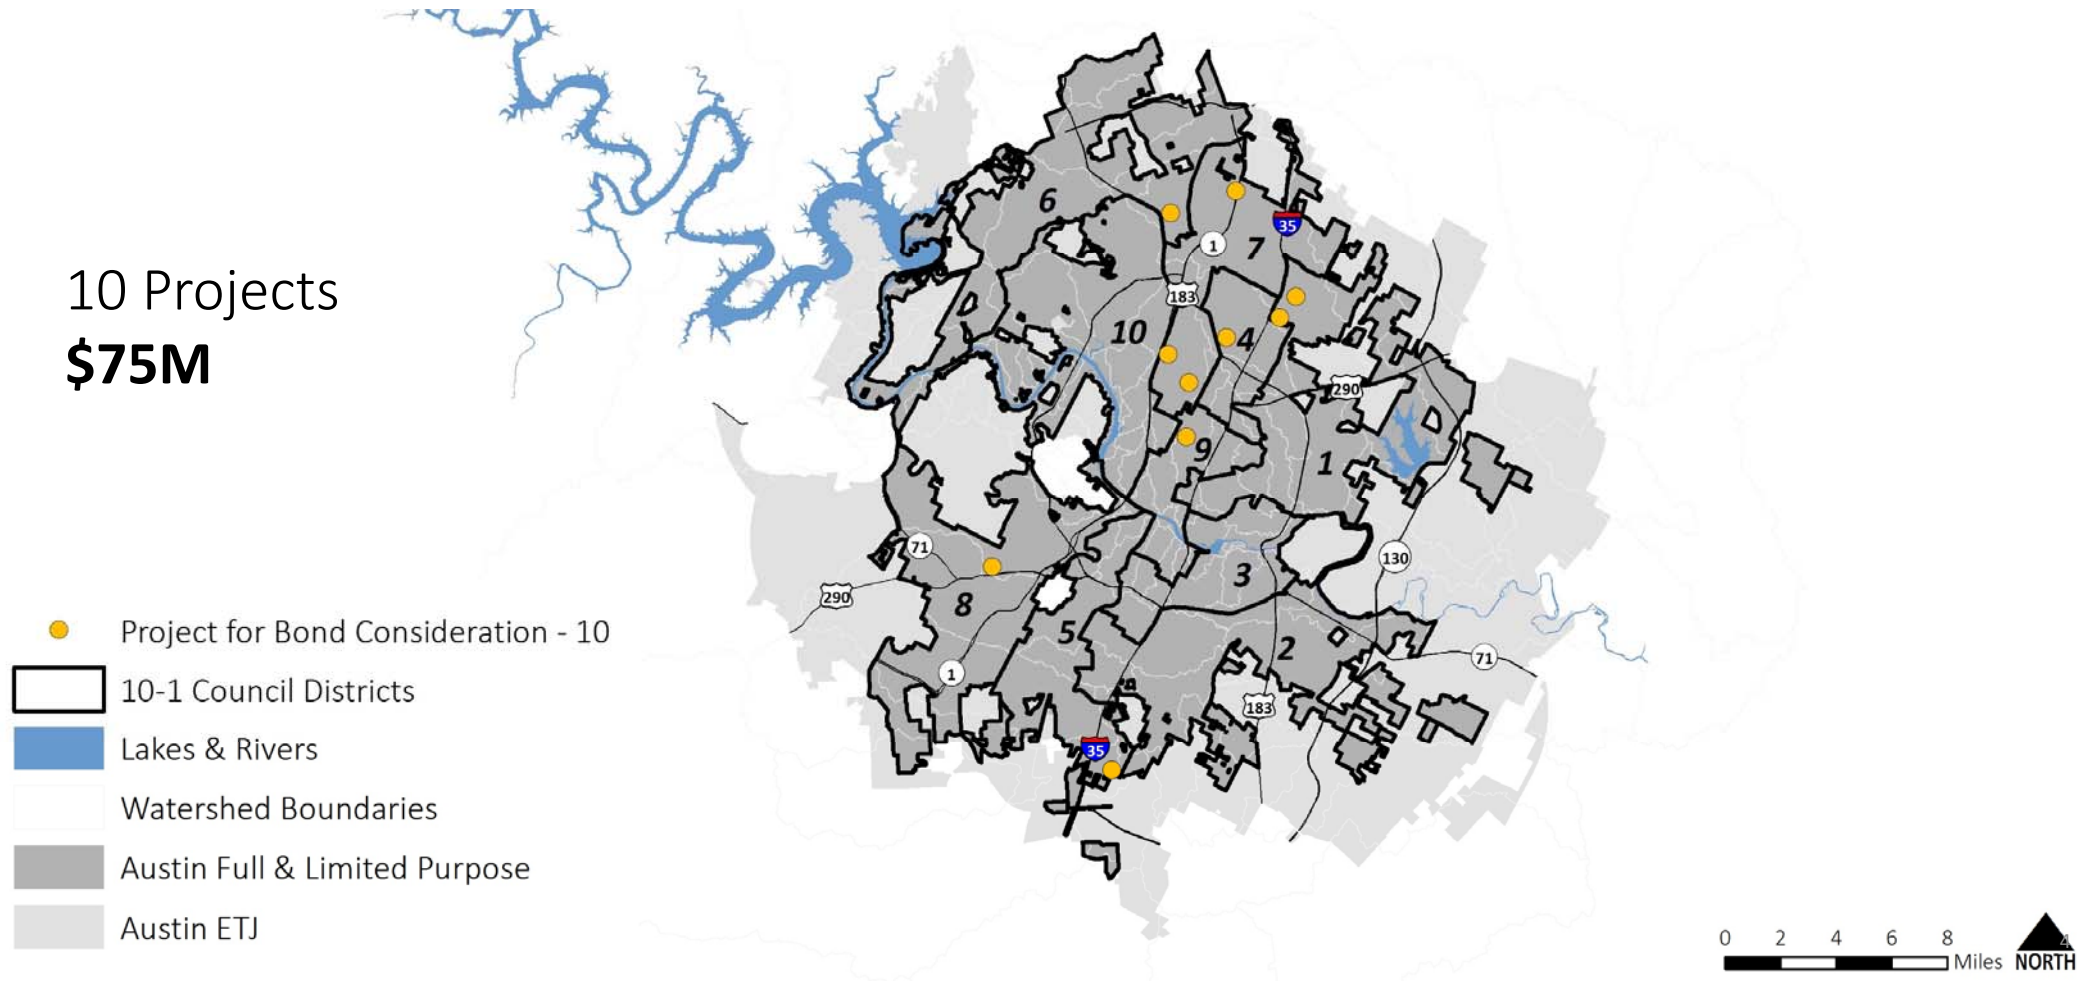 10 Projects
$75M
Project for Bond Consideration - 10
10-1 Council Districts
Lakes & Rivers
Watershed Boundaries
Austin Full & Limited Purpose
Austin ETJ
6
35
1
7
183
10
4
290
9
1
71
130
3
290
8
5
2
71
1
183
35
0 2 4 6 8
Miles
NORTH
4